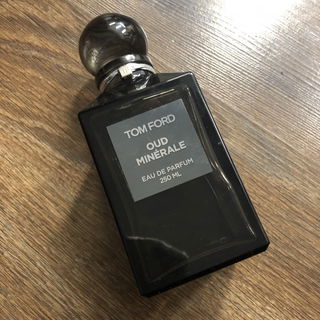 TOM FORD
OUD
MINÉRALE
EAU DE PARFUM
250 ML